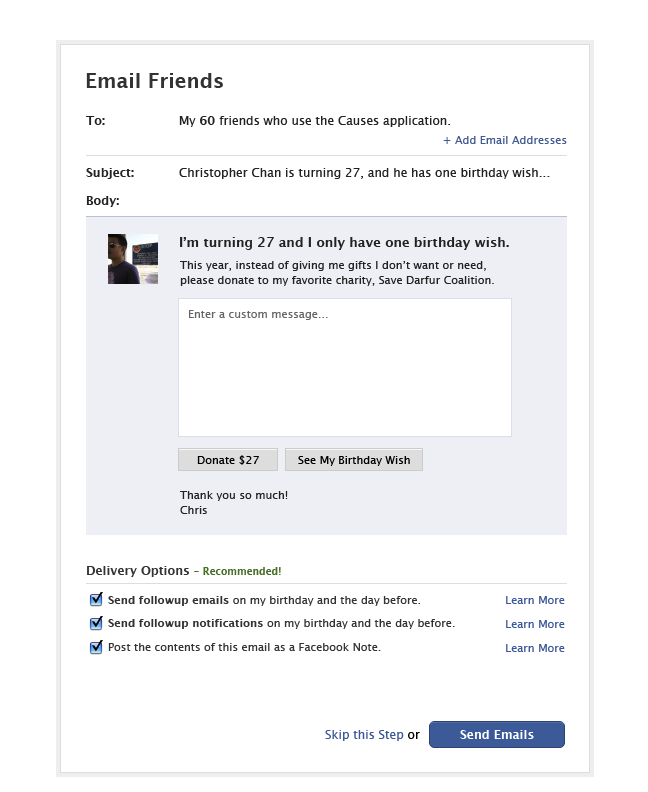 Email Friends
To: My 60 friends who use the Causes application.
+ Add Email Addresses
Subject: Christopher Chan is turning 27, and he has one birthday wish...
Body:
I'm turning 27 and I only have one birthday wish.
This year, instead of giving me gifts I don't want or need,
please donate to my favorite charity, Save Darfur Coalition.
Enter a custom message...
Donate $27 See My Birthday Wish
Thank you so much!
Chris
Delivery Options – Recommended!
Send followup emails on my birthday and the day before. Learn More
Send followup notifications on my birthday and the day before. Learn More
Post the contents of this email as a Facebook Note. Learn More
Skip this Step or Send Emails